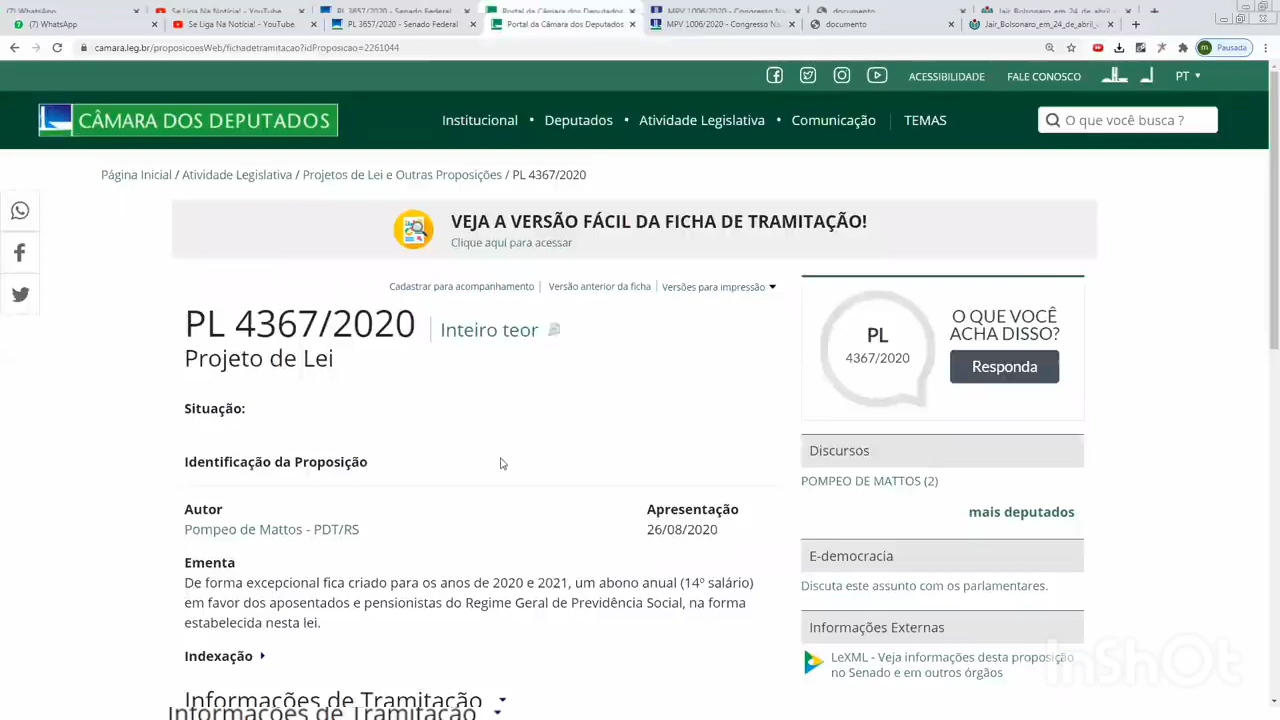 (7) WhatsApp
Se Liga Na Notícia! - YouTube
PL 3657/2020 - Senado Federal
Portal da Câmara dos Deputados
MPV 1006/2020 - Congresso Na
documento
Jair_Bolsonaro_em_24_de_abril_
camara.leg.br/proposicoesWeb/fichadetramitacao?idProposicao=2261044
m Pausada
ACESSIBILIDADE FALE CONOSCO PT
CÂMARA DOS DEPUTADOS
Institucional • Deputados • Atividade Legislativa • Comunicação TEMAS
O que você busca ?
Página Inicial / Atividade Legislativa / Projetos de Lei e Outras Proposições / PL 4367/2020
VEJA A VERSÃO FÁCIL DA FICHA DE TRAMITAÇÃO!
Clique aqui para acessar
Cadastrar para acompanhamento | Versão anterior da ficha | Versões para impressão
PL 4367/2020 Inteiro teor
Projeto de Lei
Situação:
Identificação da Proposição
Autor
Pompeo de Mattos - PDT/RS
Apresentação
26/08/2020
Ementa
De forma excepcional fica criado para os anos de 2020 e 2021, um abono anual (14º salário)
em favor dos aposentados e pensionistas do Regime Geral de Previdência Social, na forma
estabelecida nesta lei.
Indexação
Informações de Tramitação
Informações de Tramitação
PL
4367/2020
O QUE VOCÊ
ACHA DISSO?
Responda
Discursos
POMPEO DE MATTOS (2)
mais deputados
E-democracia
Discuta este assunto com os parlamentares.
Informações Externas
LeXML - Veja informações desta proposição
no Senado e em outros órgãos
InShOt